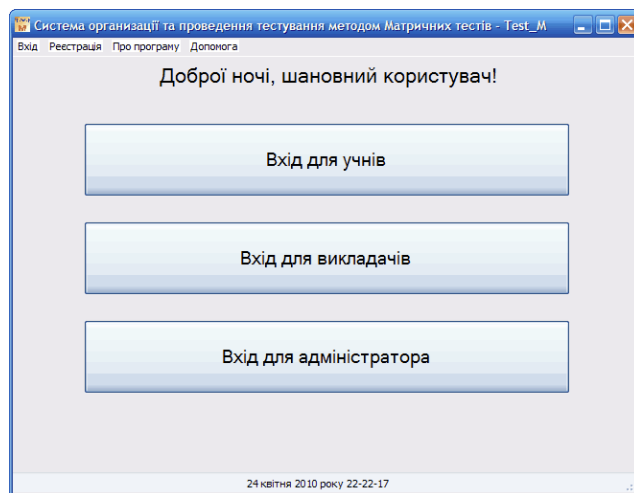 Система організації та проведення тестування методом Матричних тестів - Test_M
Вхід Реєстрація Про програму Допомога
Доброї ночі, шановний користувач!
Вхід для учнів
Вхід для викладачів
Вхід для адміністратора
24 квітня 2010 року 22-22-17